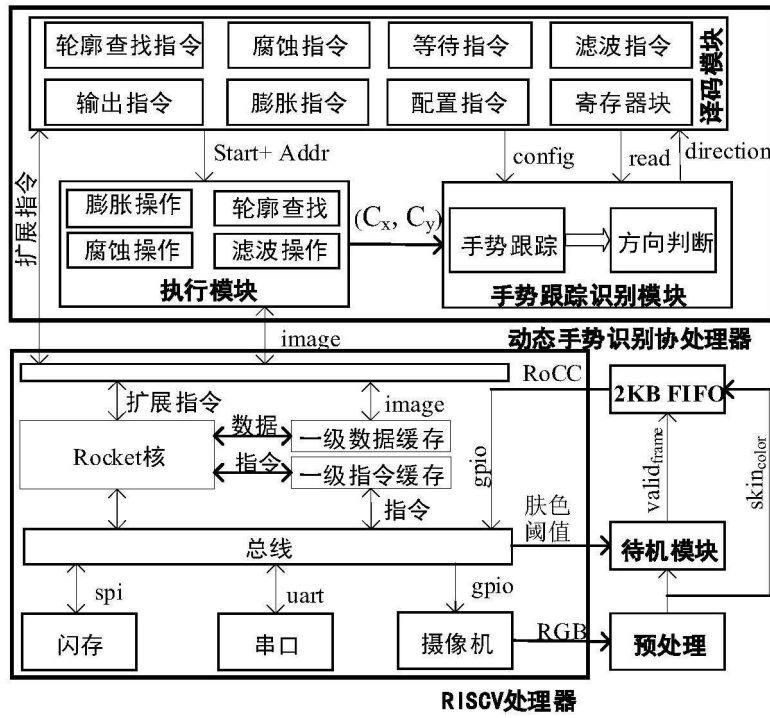 轮廓查找指令
腐蚀指令
等待指令
滤波指令
输出指令
膨胀指令
配置指令
寄存器块
译码模块
扩展指令
Start+ Addr
config
read
direction
膨胀操作
轮廓查找
腐蚀操作
滤波操作
执行模块
(Cx, Cy)
手势跟踪
方向判断
手势跟踪识别模块
image
动态手势识别协处理器
RoCC
扩展指令
image
2KB FIFO
Rocket核
数据
一级数据缓存
指令
一级指令缓存
gpio
validframe
skincolor
指令
肤色
阈值
总线
待机模块
spi
uart
gpio
闪存
串口
摄像机
RGB
预处理
RISCV处理器